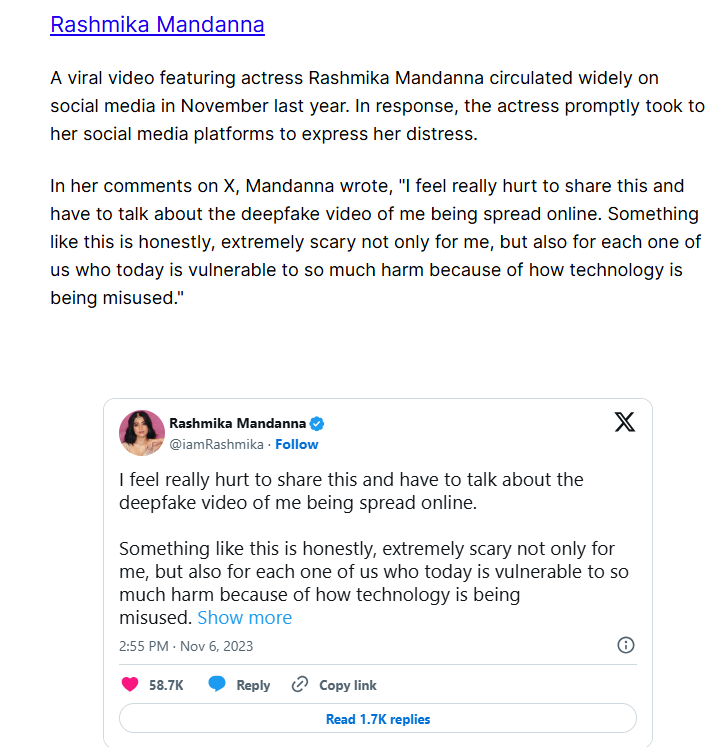 Rashmika Mandanna
A viral video featuring actress Rashmika Mandanna circulated widely on
social media in November last year. In response, the actress promptly took to
her social media platforms to express her distress.
In her comments on X, Mandanna wrote, "I feel really hurt to share this and
have to talk about the deepfake video of me being spread online. Something
like this is honestly, extremely scary not only for me, but also for each one of
us who today is vulnerable to so much harm because of how technology is
being misused."
Rashmika Mandanna
@iamRashmika · Follow
I feel really hurt to share this and have to talk about the
deepfake video of me being spread online.
Something like this is honestly, extremely scary not only for
me, but also for each one of us who today is vulnerable to so
much harm because of how technology is being
misused. Show more
2:55 PM · Nov 6, 2023
58.7K Reply Copy link
Read 1.7K replies